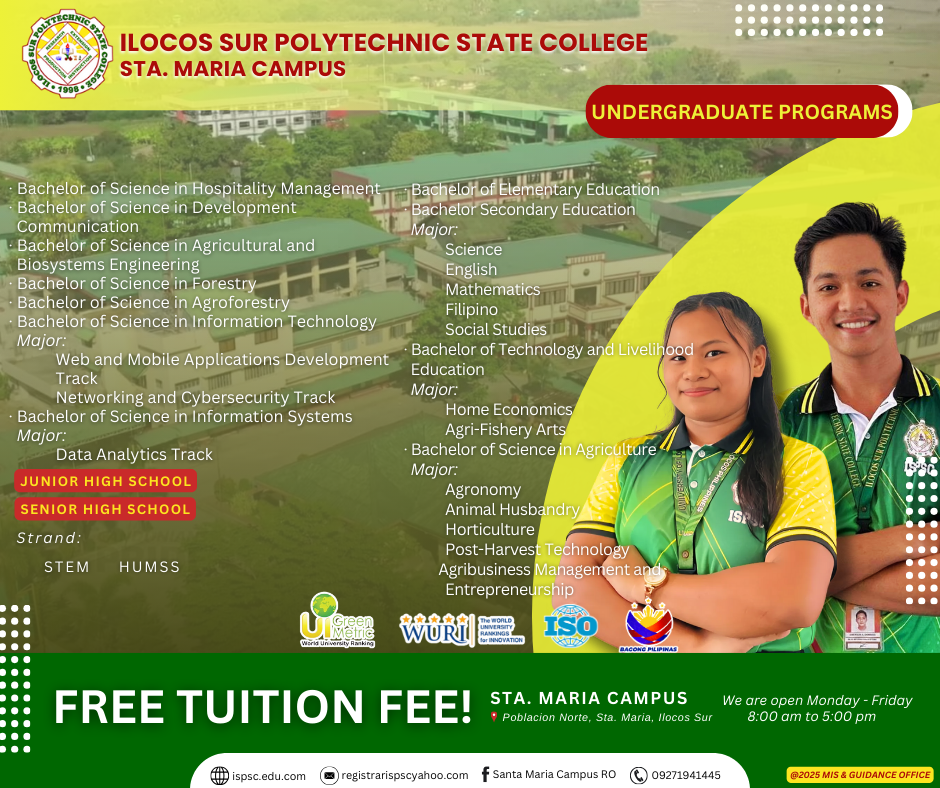 ILOCOS SUR POLYTECHNIC STATE COLLEGE
STA. MARIA CAMPUS
ILOCOS SUR POLYTECHNIC STATE COLLEGE
1998
UNDERGRADUATE PROGRAMS
· Bachelor of Science in Hospitality Management
· Bachelor of Science in Development
Communication
· Bachelor of Science in Agricultural and
Biosystems Engineering
· Bachelor of Science in Forestry
· Bachelor of Science in Agroforestry
· Bachelor of Science in Information Technology
Major:
Web and Mobile Applications Development
Track
Networking and Cybersecurity Track
· Bachelor of Science in Information Systems
Major:
Data Analytics Track
JUNIOR HIGH SCHOOL
SENIOR HIGH SCHOOL
Strand:
STEM HUMSS
· Bachelor of Elementary Education
· Bachelor Secondary Education
Major:
Science
English
Mathematics
Filipino
Social Studies
· Bachelor of Technology and Livelihood
Education
Major:
Home Economics
Agri-Fishery Arts
· Bachelor of Science in Agriculture
Major:
Agronomy
Animal Husbandry
Horticulture
Post-Harvest Technology
Agribusiness Management and
Entrepreneurship
UI Green Metric
World University Ranking
WURI The WORLD UNIVERSITY RANKINGS for INNOVATION
ISO
BAGONG PILIPINAS
FREE TUITION FEE!
STA. MARIA CAMPUS
Poblacion Norte, Sta. Maria, Ilocos Sur
We are open Monday - Friday
8:00 am to 5:00 pm
ispsc.edu.com
registrarispscyahoo.com
Santa Maria Campus RO
09271941445
@2025 MIS & GUIDANCE OFFICE